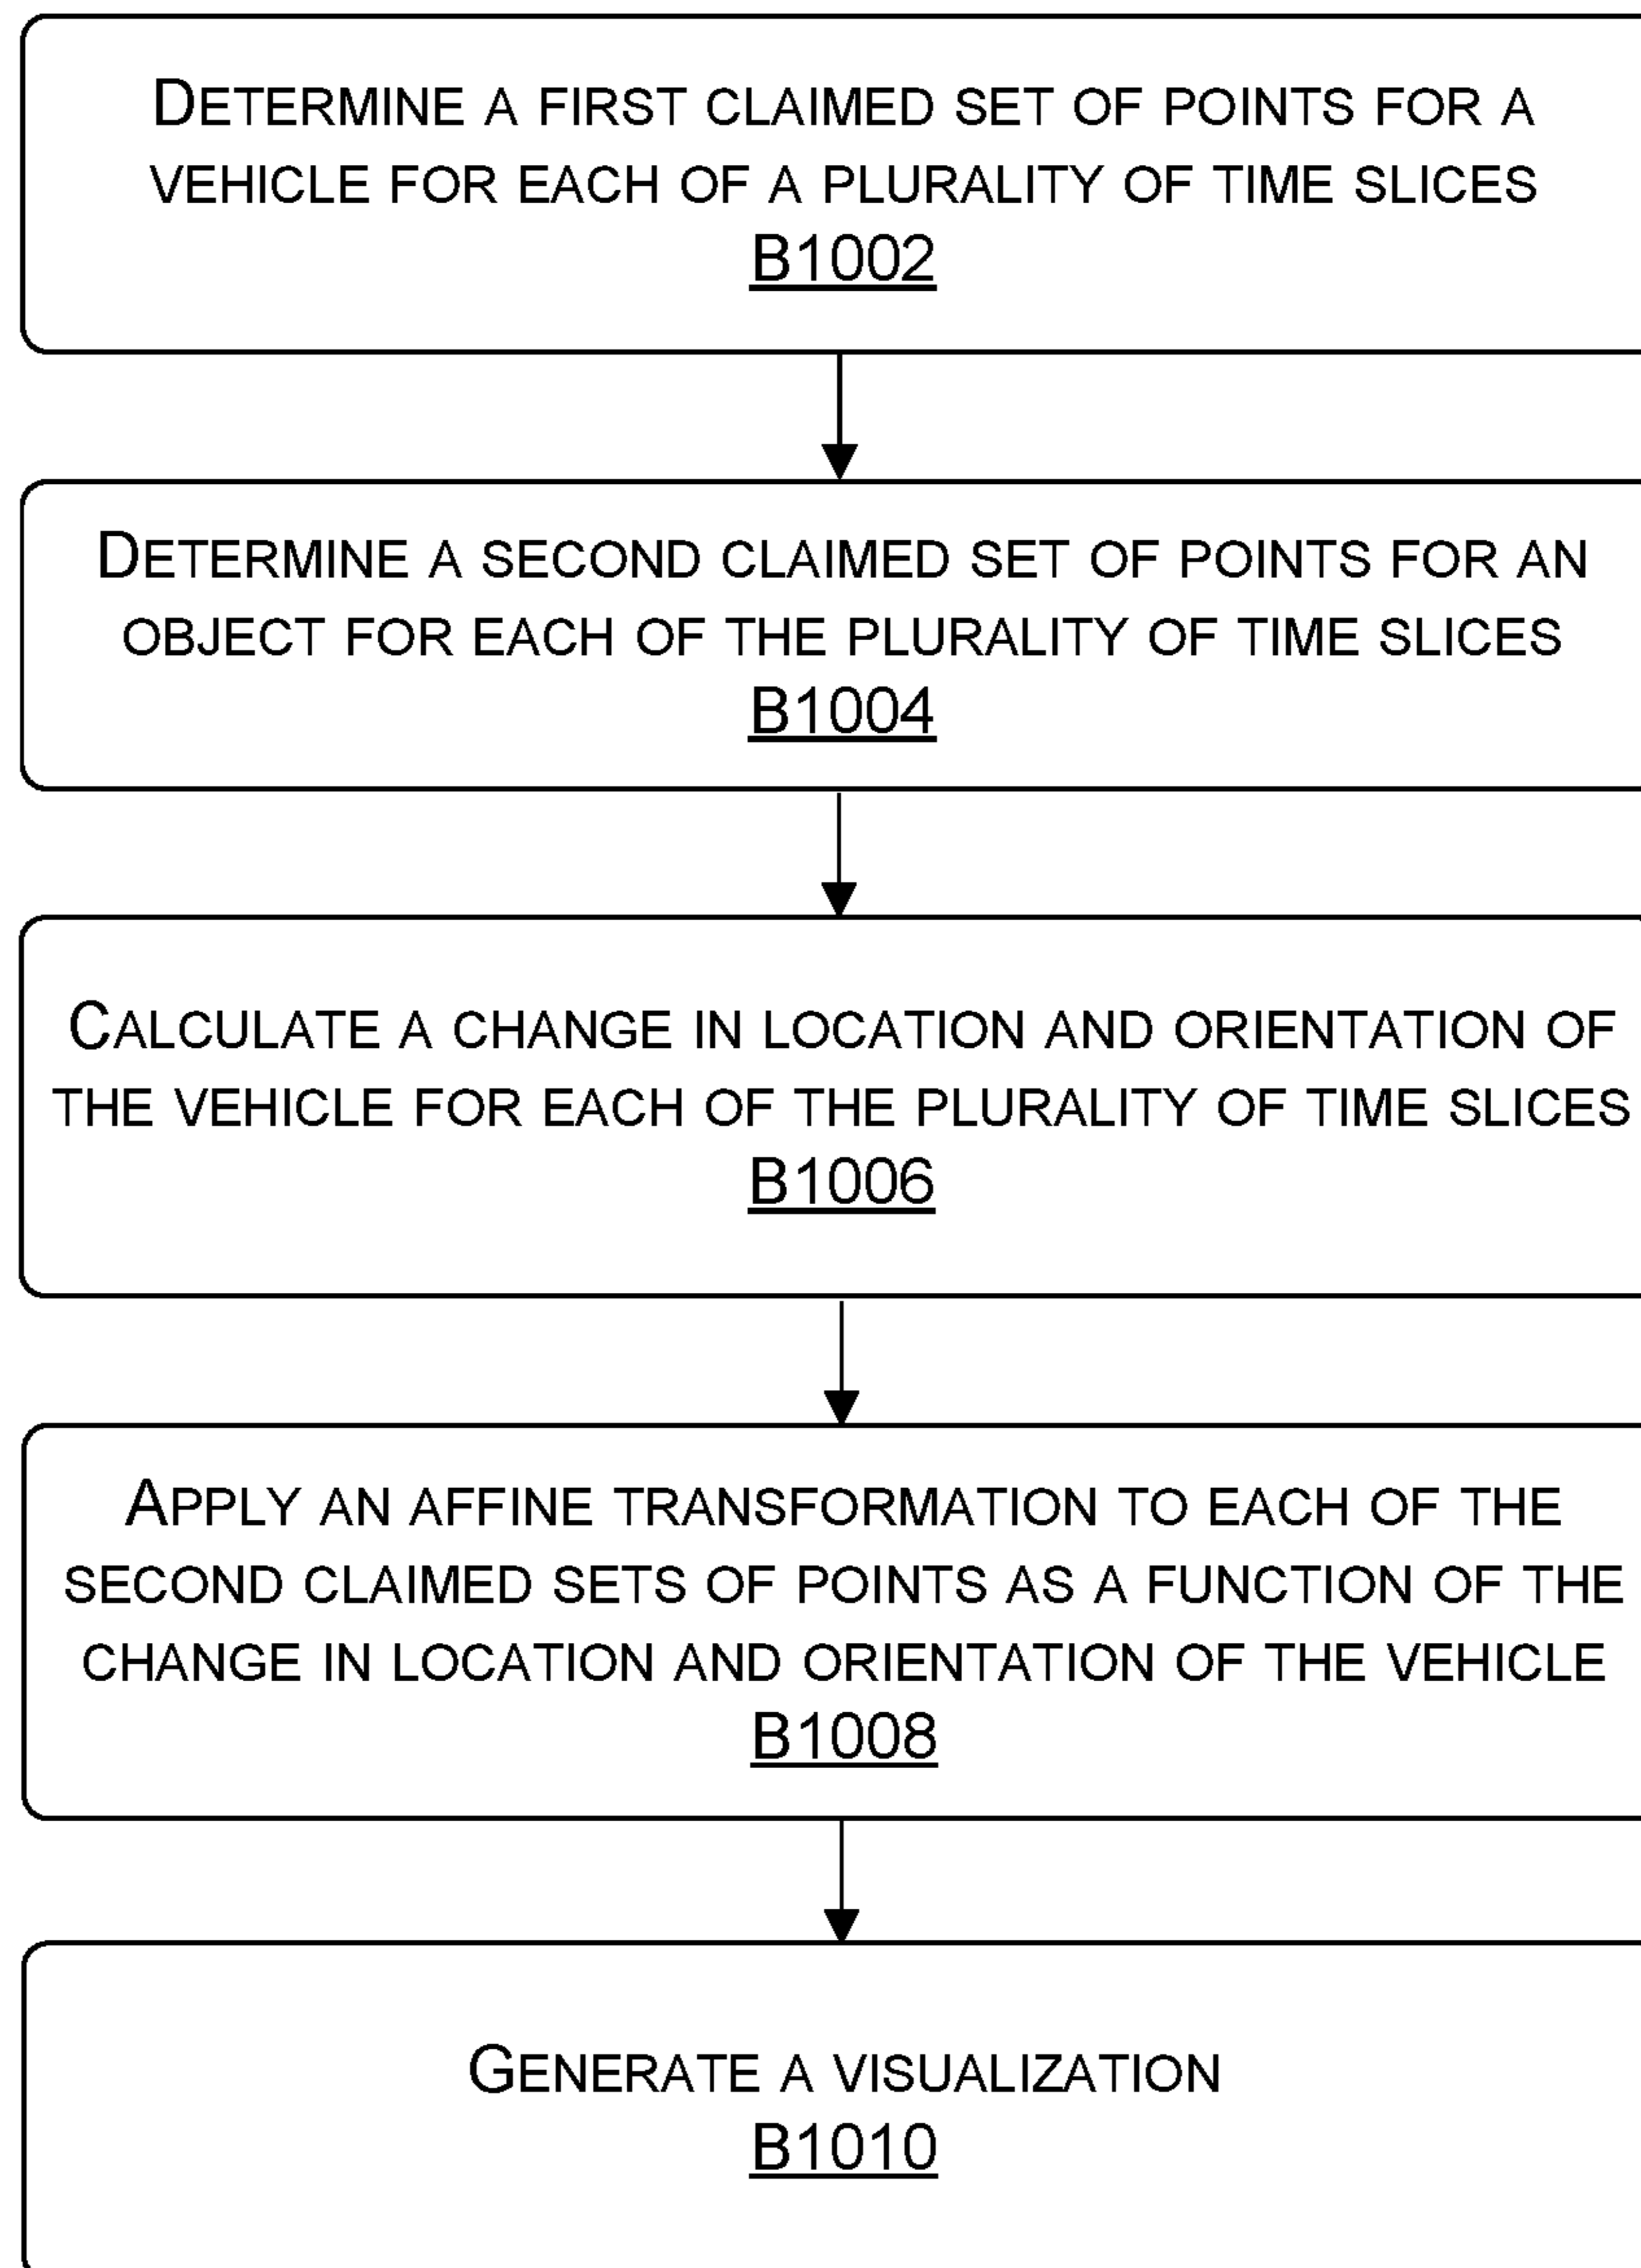 DETERMINE A FIRST CLAIMED SET OF POINTS FOR A
VEHICLE FOR EACH OF A PLURALITY OF TIME SLICES
B1002
DETERMINE A SECOND CLAIMED SET OF POINTS FOR AN
OBJECT FOR EACH OF THE PLURALITY OF TIME SLICES
B1004
CALCULATE A CHANGE IN LOCATION AND ORIENTATION OF
THE VEHICLE FOR EACH OF THE PLURALITY OF TIME SLICES
B1006
APPLY AN AFFINE TRANSFORMATION TO EACH OF THE
SECOND CLAIMED SETS OF POINTS AS A FUNCTION OF THE
CHANGE IN LOCATION AND ORIENTATION OF THE VEHICLE
B1008
GENERATE A VISUALIZATION
B1010